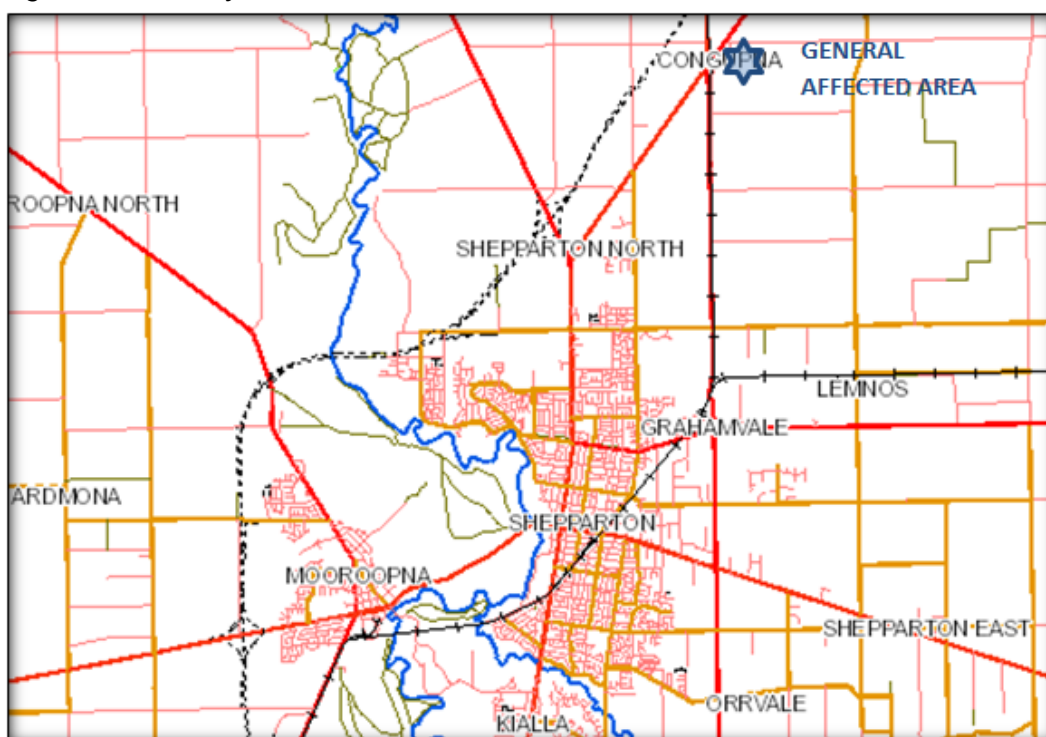 CONGUPNA
GENERAL
AFFECTED AREA
ROOPNA NORTH
SHEPPARTON NORTH
LEMNOS
GRAHAMVALE
ARDMONA
SHEPPARTON
MOOROOPNA
SHEPPARTON EAST
ORRVALE
KIALLA